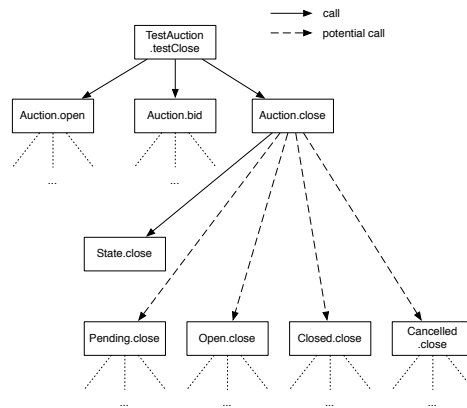 call
potential call
TestAuction
.testClose
Auction.open
Auction.bid
Auction.close
...
...
State.close
Pending.close
Open.close
Closed.close
Cancelled
.close
...
...
...
...